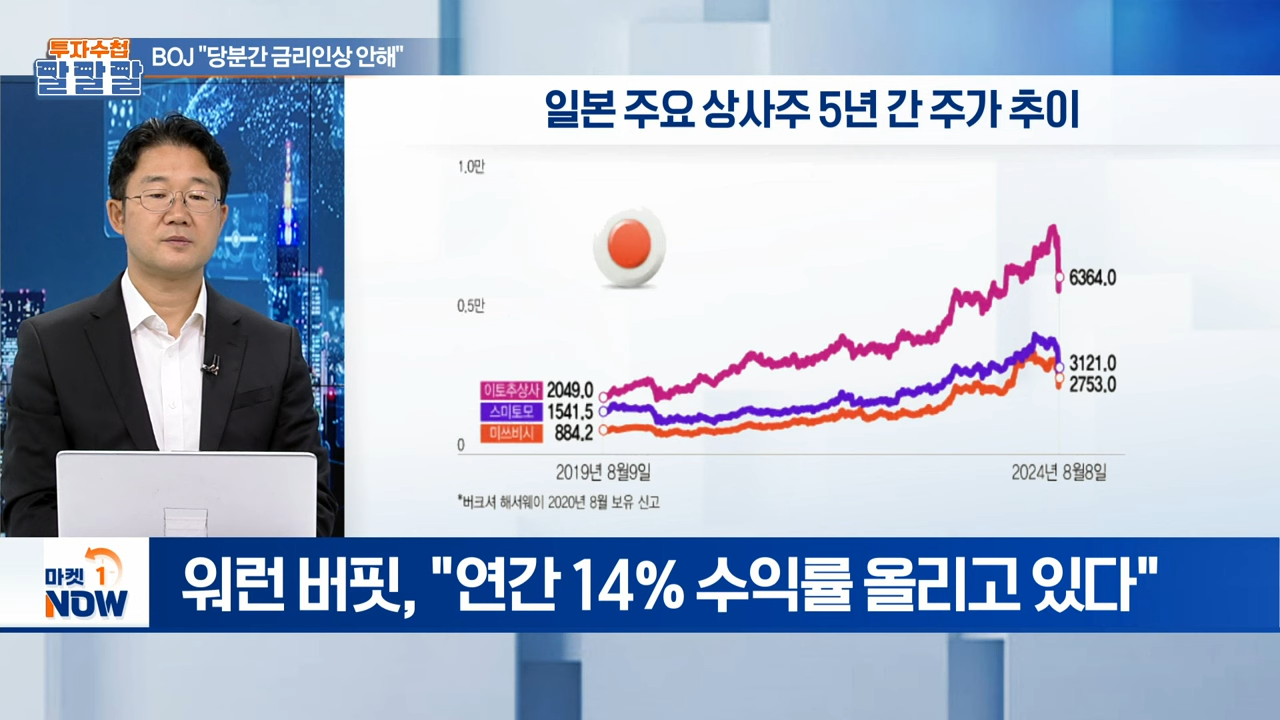 투자수첩
팔팔팔
BOJ "당분간 금리인상 안해"
일본 주요 상사주 5년 간 주가 추이
1.0만
0.5만
0
6364.0
3121.0
2753.0
이토추상사 2049.0
스미토모 1541.5
미쓰비시 884.2
2019년 8월9일
2024년 8월8일
*버크셔 해서웨이 2020년 8월 보유 신고
마켓 1
NOW
워런 버핏, "연간 14% 수익률 올리고 있다"